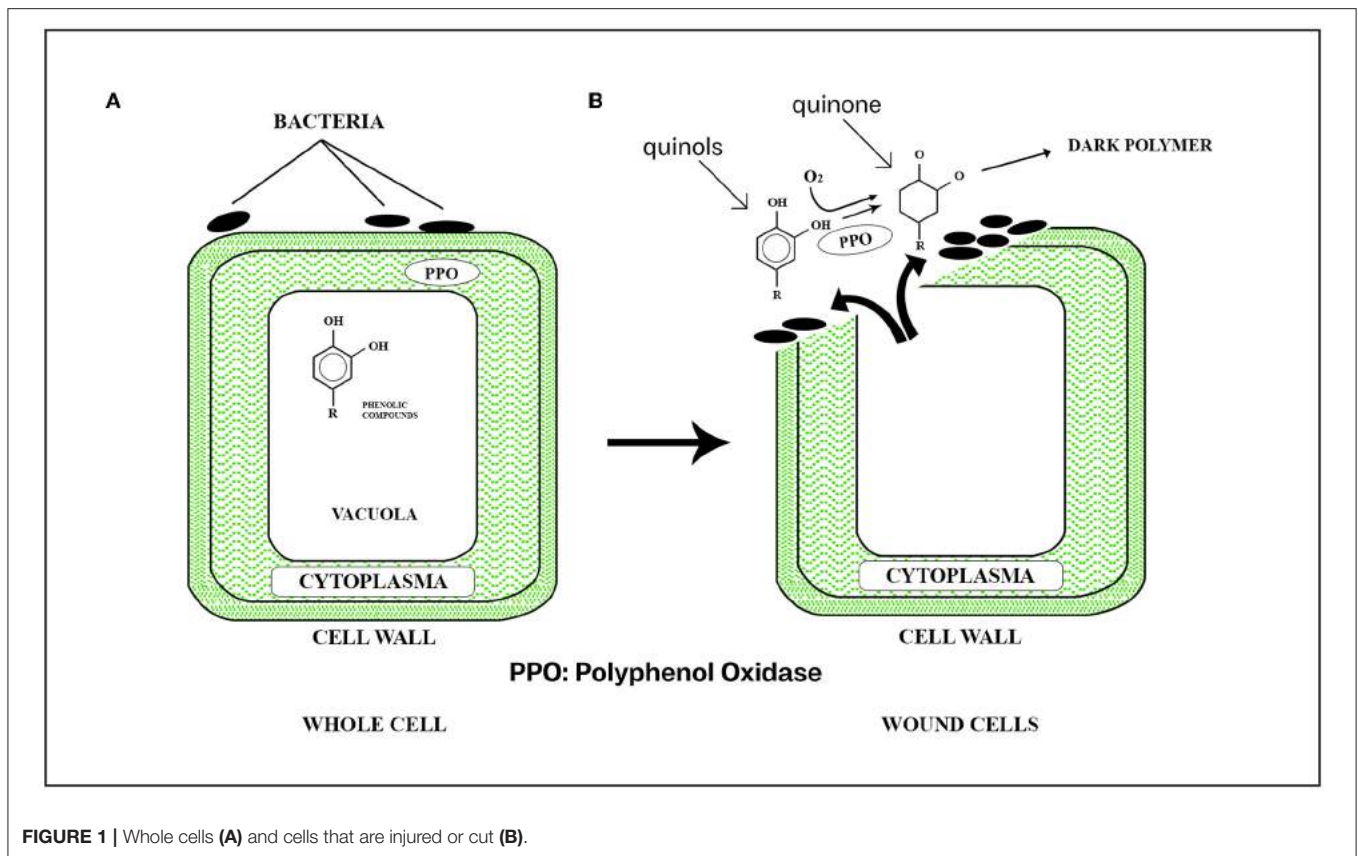 A
BACTERIA
PPO
OH
OH
R
PHENOLIC
COMPOUNDS
VACUOLA
CYTOPLASMA
CELL WALL
WHOLE CELL
B
quinone
quinols
O
O
DARK POLYMER
O2
OH
OH
PPO
R
R
CYTOPLASMA
CELL WALL
WOUND CELLS
PPO: Polyphenol Oxidase
FIGURE 1 | Whole cells (A) and cells that are injured or cut (B).